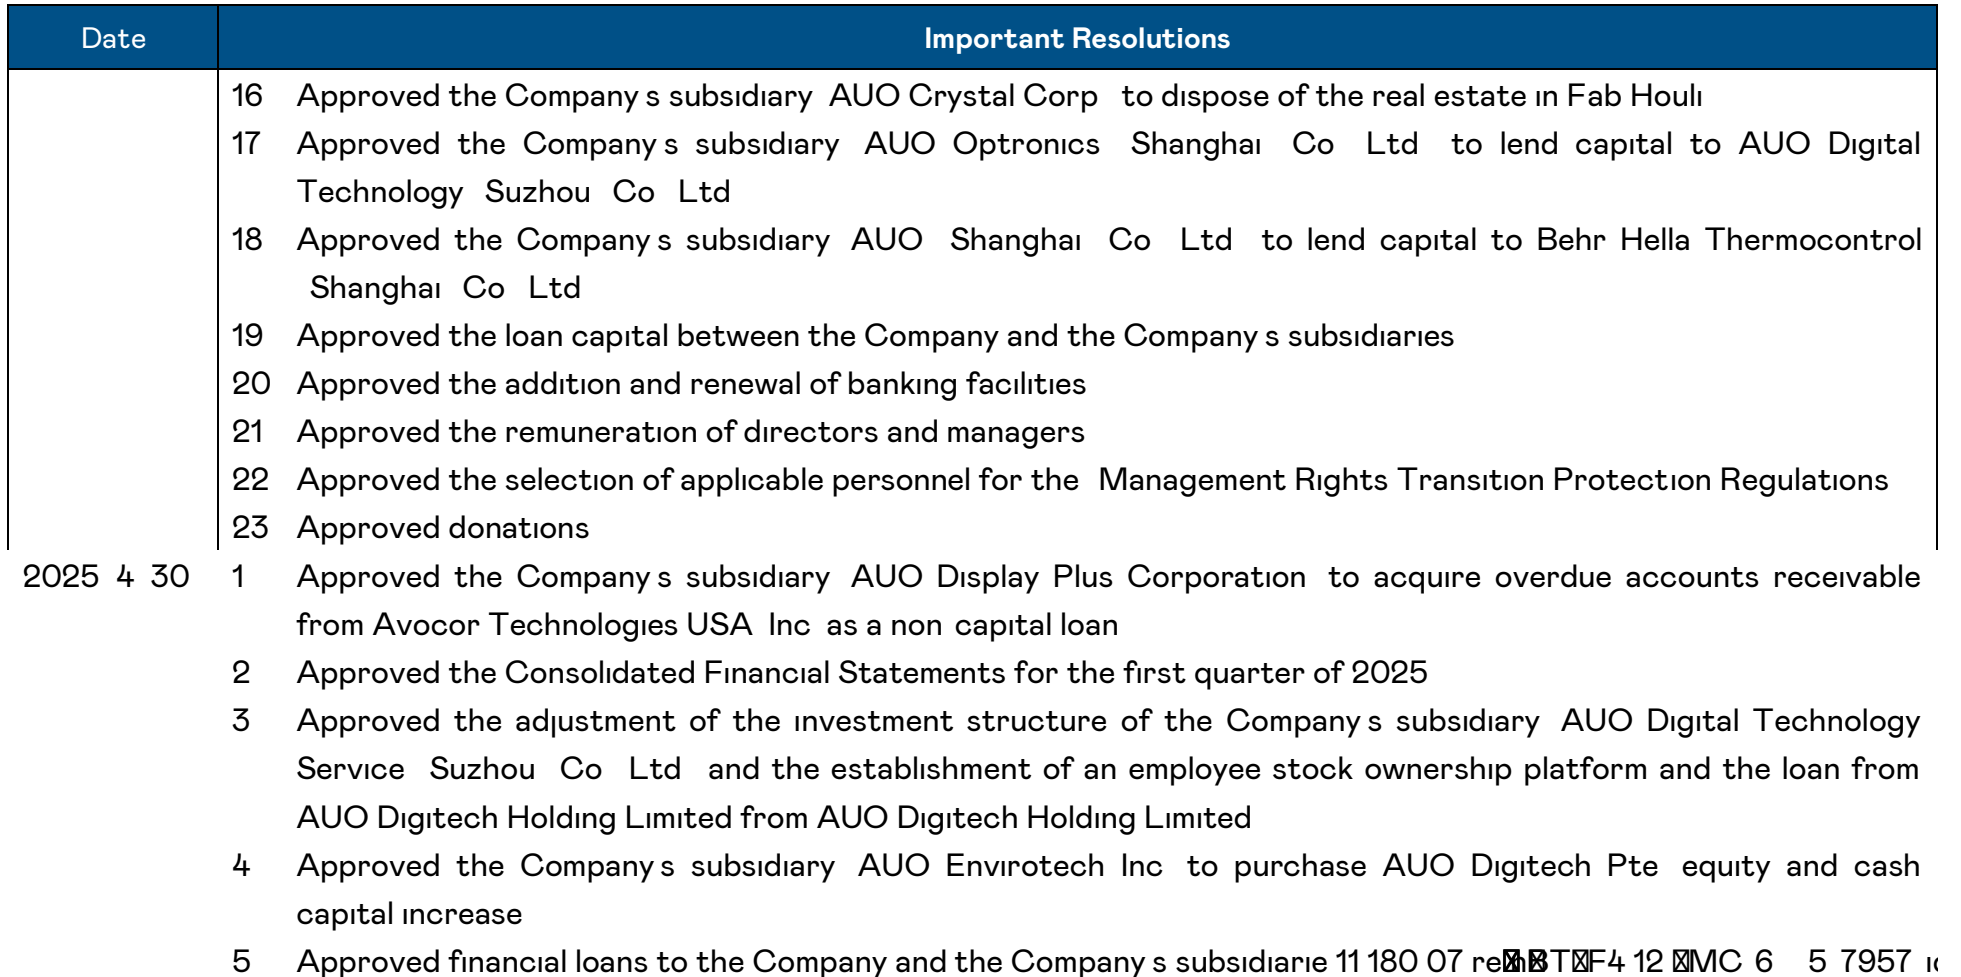 Date Important Resolutions
16 Approved the Company s subsidiary AUO Crystal Corp to dispose of the real estate in Fab Houli
17 Approved the Company s subsidiary AUO Optronics Shanghai Co Ltd to lend capital to AUO Digital
Technology Suzhou Co Ltd
18 Approved the Company s subsidiary AUO Shanghai Co Ltd to lend capital to Behr Hella Thermocontrol
Shanghai Co Ltd
19 Approved the loan capital between the Company and the Company s subsidiaries
20 Approved the addition and renewal of banking facilities
21 Approved the remuneration of directors and managers
22 Approved the selection of applicable personnel for the Management Rights Transition Protection Regulations
23 Approved donations
2025 4 30 1 Approved the Company s subsidiary AUO Display Plus Corporation to acquire overdue accounts receivable
from Avocor Technologies USA Inc as a non capital loan
2 Approved the Consolidated Financial Statements for the first quarter of 2025
3 Approved the adjustment of the investment structure of the Company s subsidiary AUO Digital Technology
Service Suzhou Co Ltd and the establishment of an employee stock ownership platform and the loan from
AUO Digitech Holding Limited from AUO Digitech Holding Limited
4 Approved the Company s subsidiary AUO Envirotech Inc to purchase AUO Digitech Pte equity and cash
capital increase
5 Approved financial loans to the Company and the Company s subsidiarie 11 180 07 5 7957